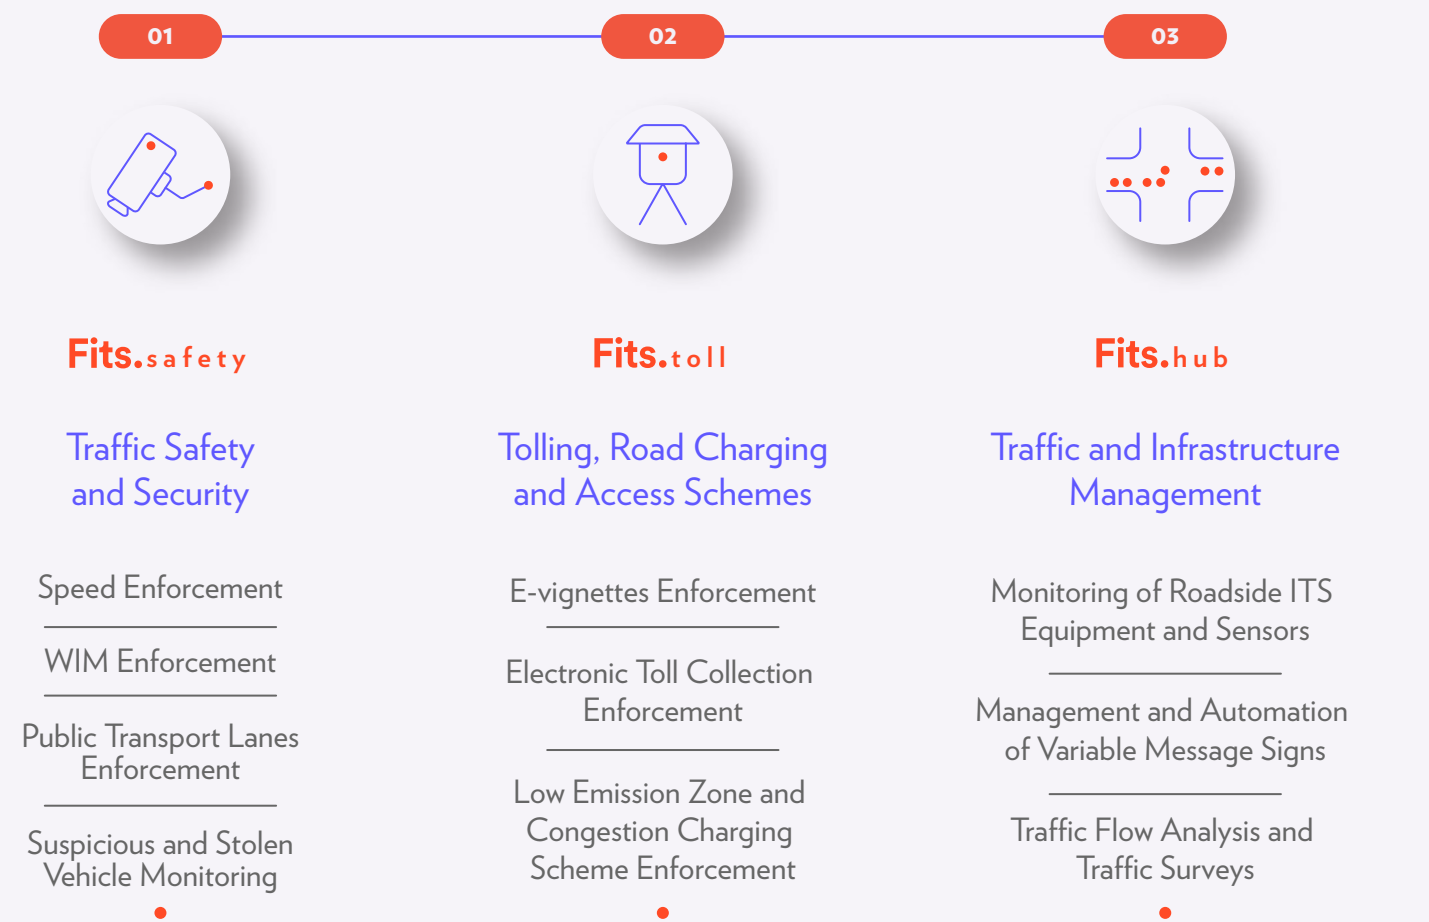 01
02
03
Fits.safety
Fits.toll
Fits.hub
Traffic Safety
and Security
Tolling, Road Charging
and Access Schemes
Traffic and Infrastructure
Management
Speed Enforcement
WIM Enforcement
Public Transport Lanes
Enforcement
Suspicious and Stolen
Vehicle Monitoring
E-vignettes Enforcement
Electronic Toll Collection
Enforcement
Low Emission Zone and
Congestion Charging
Scheme Enforcement
Monitoring of Roadside ITS
Equipment and Sensors
Management and Automation
of Variable Message Signs
Traffic Flow Analysis and
Traffic Surveys